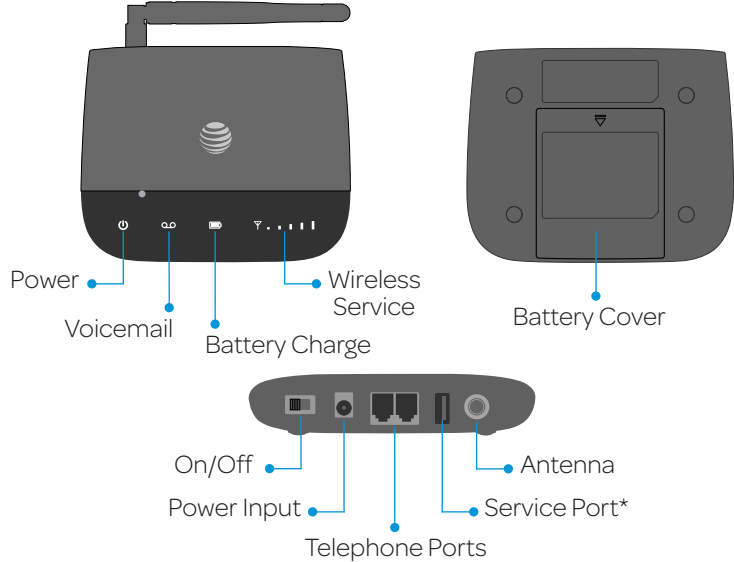 Power
Voicemail
Battery Charge
Wireless
Service
Battery Cover
On/Off
Power Input
Telephone Ports
Service Port*
Antenna